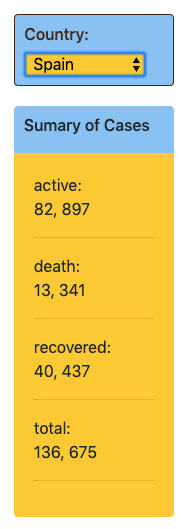 Country:
Spain
Sumary of Cases
active:
82, 897
death:
13, 341
recovered:
40, 437
total:
136, 675